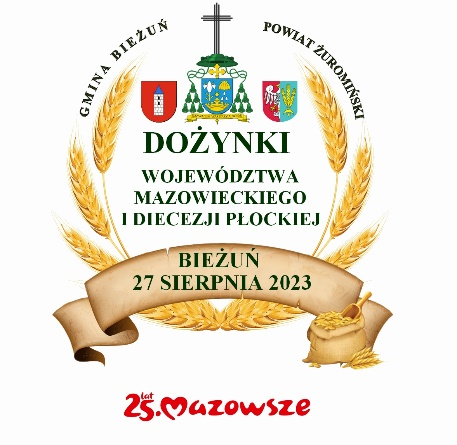 GMINA BIEŻUŃ
POWIAT ŻUROMIŃSKI
DOŻYNKI
WOJEWÓDZTWA
MAZOWIECKIEGO
I DIECEZJI PŁOCKIEJ
BIEŻUŃ
27 SIERPNIA 2023
25 lat. Mazowsze